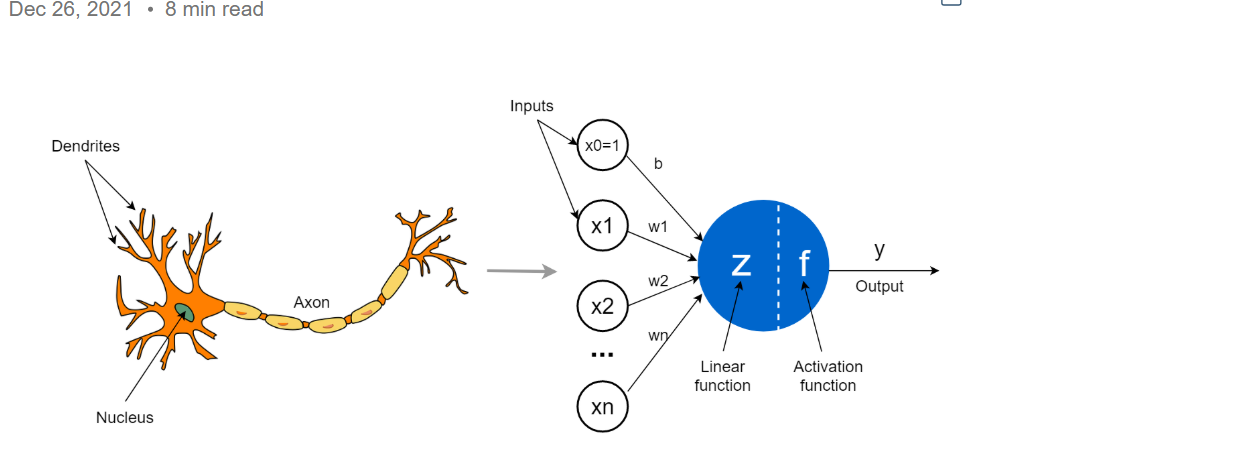 Dec 26, 2021 • 8 min read
Inputs
Dendrites
x0=1
b
x1
w1
z
f
y
Output
w2
x2
Axon
wn
...
Linear
function
Activation
function
xn
Nucleus